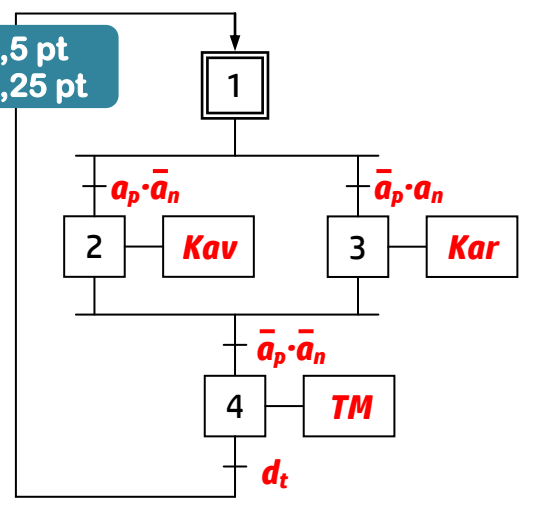 ,5 pt
,25 pt
1
aₚ·āₙ
āₚ·aₙ
2
Kav
3
Kar
āₚ·āₙ
4
TM
dₜ